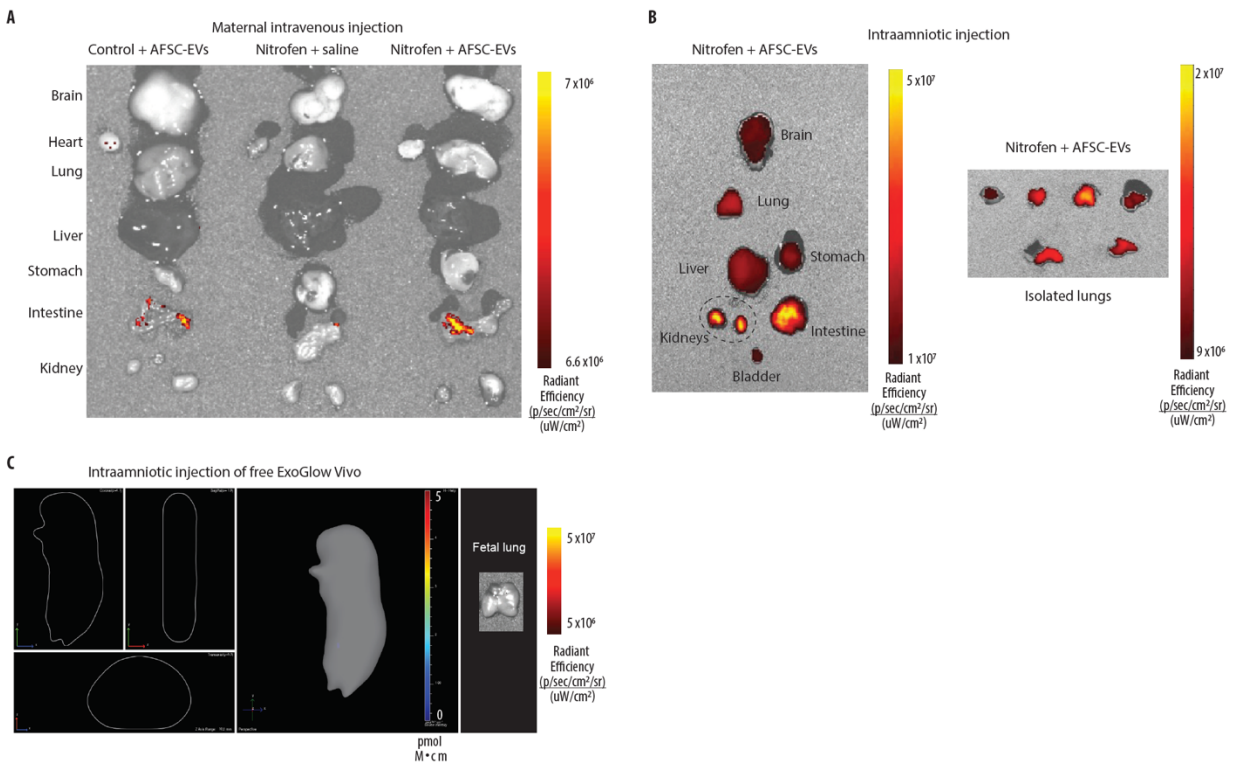 A
Maternal intravenous injection
Control + AFSC-EVs
Nitrofen + saline
Nitrofen + AFSC-EVs
Brain
Heart
Lung
Liver
Stomach
Intestine
Kidney
7 x10⁶
6.6 x10⁶
Radiant
Efficiency
(p/sec/cm²/sr)
(uW/cm²)
B
Intraamniotic injection
Nitrofen + AFSC-EVs
Brain
Lung
Liver
Stomach
Kidneys
Intestine
Bladder
5 x10⁷
1 x10⁷
Radiant
Efficiency
(p/sec/cm²/sr)
(uW/cm²)
Nitrofen + AFSC-EVs
Isolated lungs
2 x10⁷
9 x10⁶
Radiant
Efficiency
(p/sec/cm²/sr)
(uW/cm²)
C
Intraamniotic injection of free ExoGlow Vivo
Perspective
5
0
pmol
M•cm
Fetal lung
5 x10⁷
5 x10⁶
Radiant
Efficiency
(p/sec/cm²/sr)
(uW/cm²)